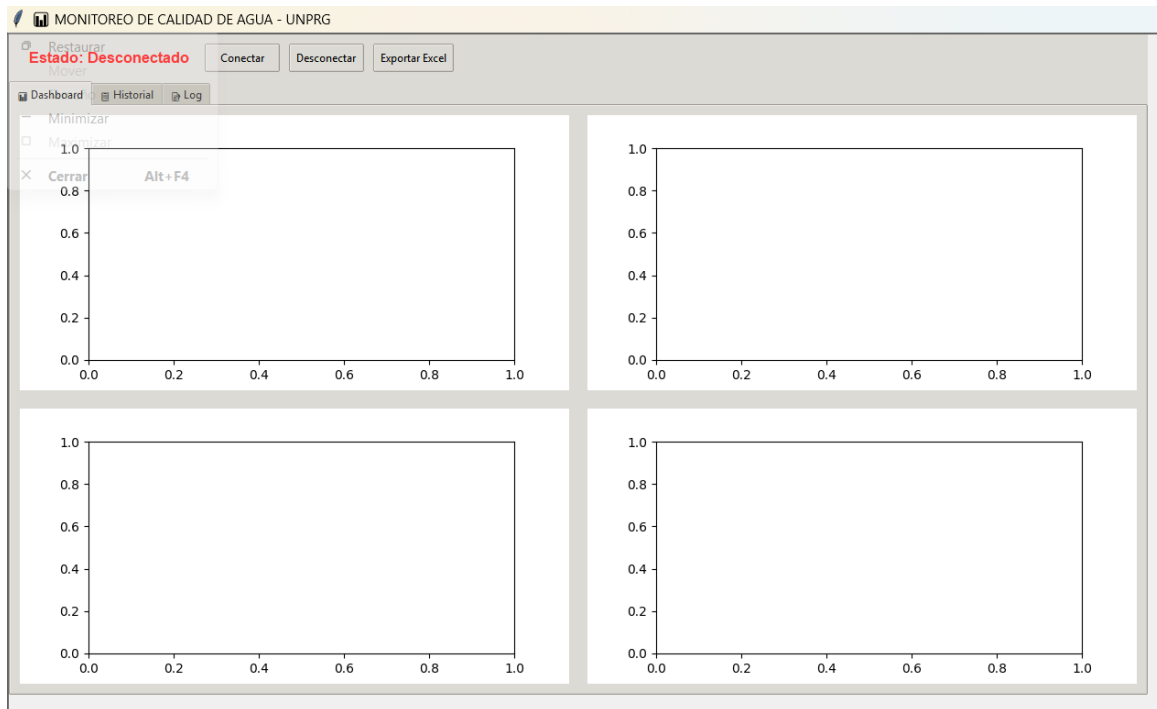 MONITOREO DE CALIDAD DE AGUA - UNPRG
Restaurar
Estado: Desconectado Conectar Desconectar Exportar Excel
Mover
Dashboard Historial Log
Minimizar
Maximizar
Cerrar Alt+F4
1.0 1.0
0.8 0.8
0.6 0.6
0.4 0.4
0.2 0.2
0.0 0.0
0.0 0.2 0.4 0.6 0.8 1.0 0.0 0.2 0.4 0.6 0.8 1.0
1.0 1.0
0.8 0.8
0.6 0.6
0.4 0.4
0.2 0.2
0.0 0.0
0.0 0.2 0.4 0.6 0.8 1.0 0.0 0.2 0.4 0.6 0.8 1.0